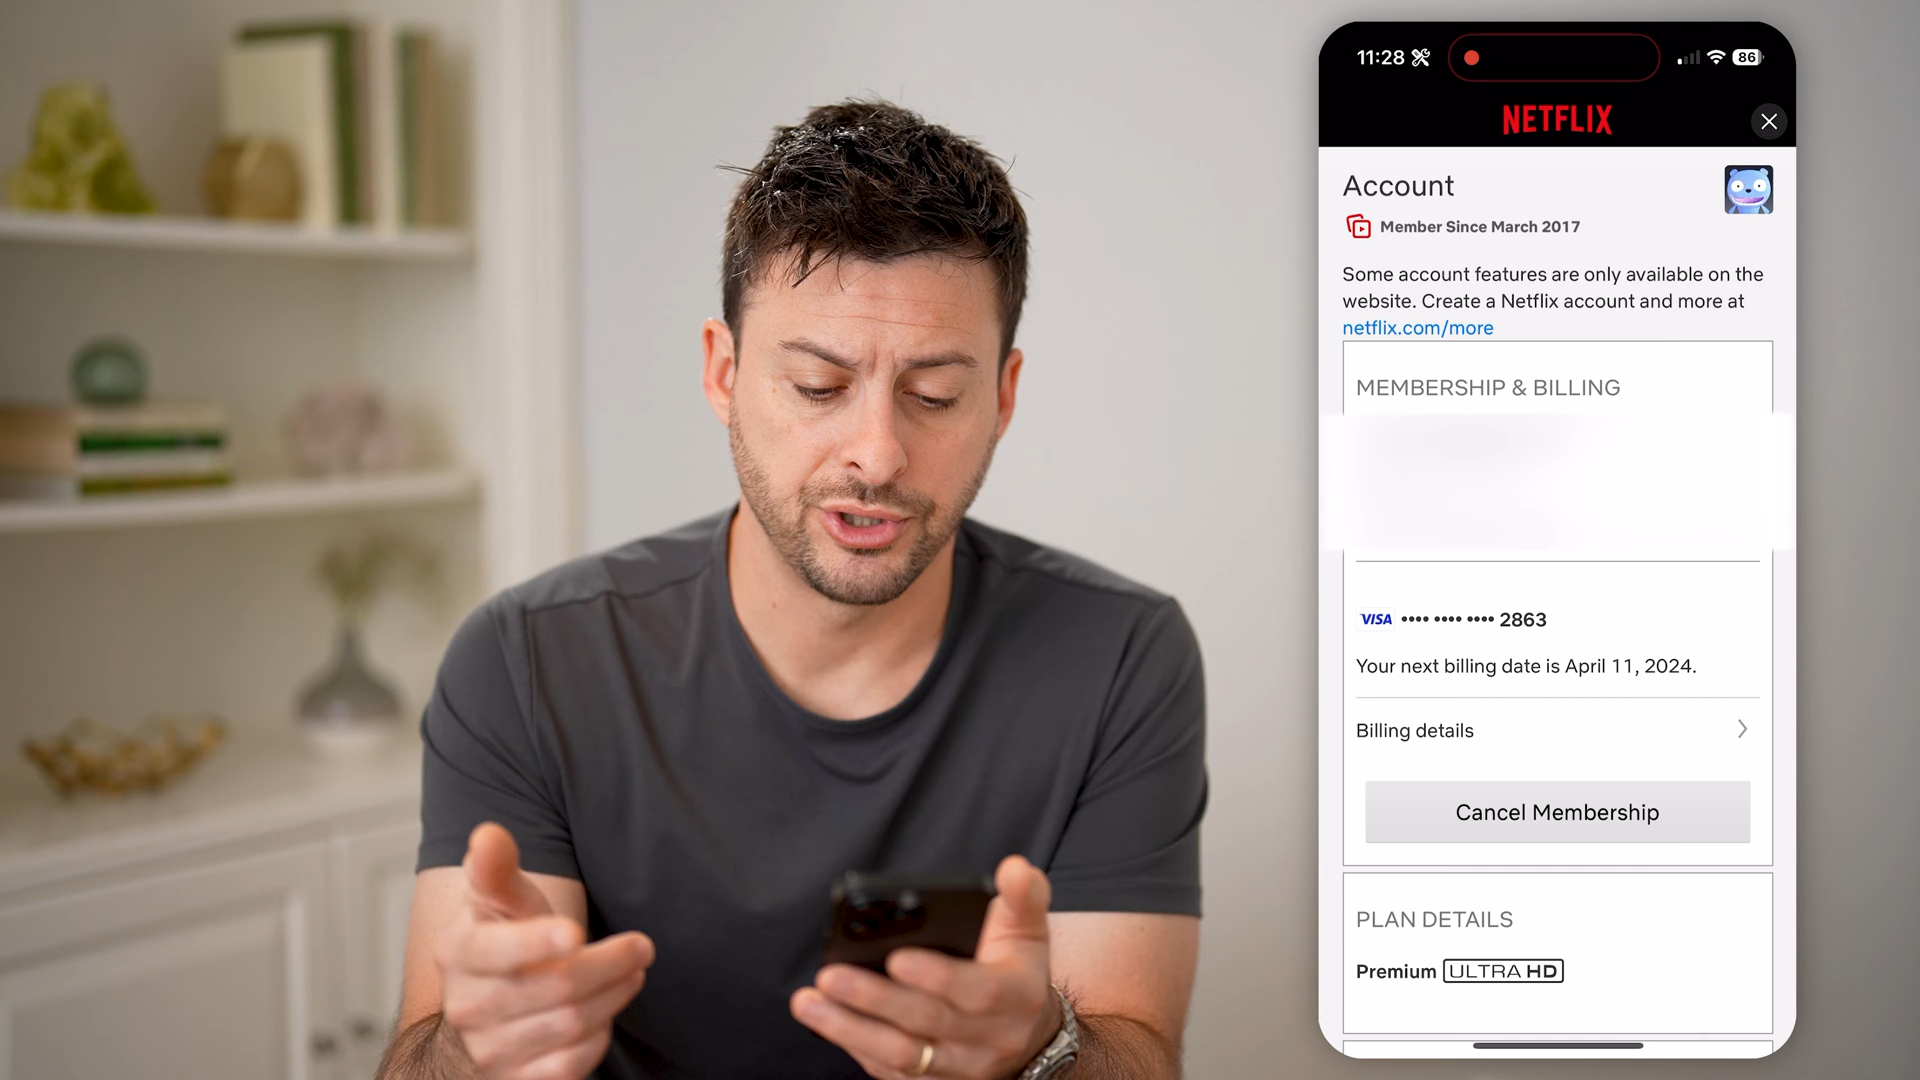 11:28
86
NETFLIX
Account
Member Since March 2017
Some account features are only available on the
website. Create a Netflix account and more at
netflix.com/more
MEMBERSHIP & BILLING
VISA •••• •••• •••• 2863
Your next billing date is April 11, 2024.
Billing details
Cancel Membership
PLAN DETAILS
Premium ULTRA HD